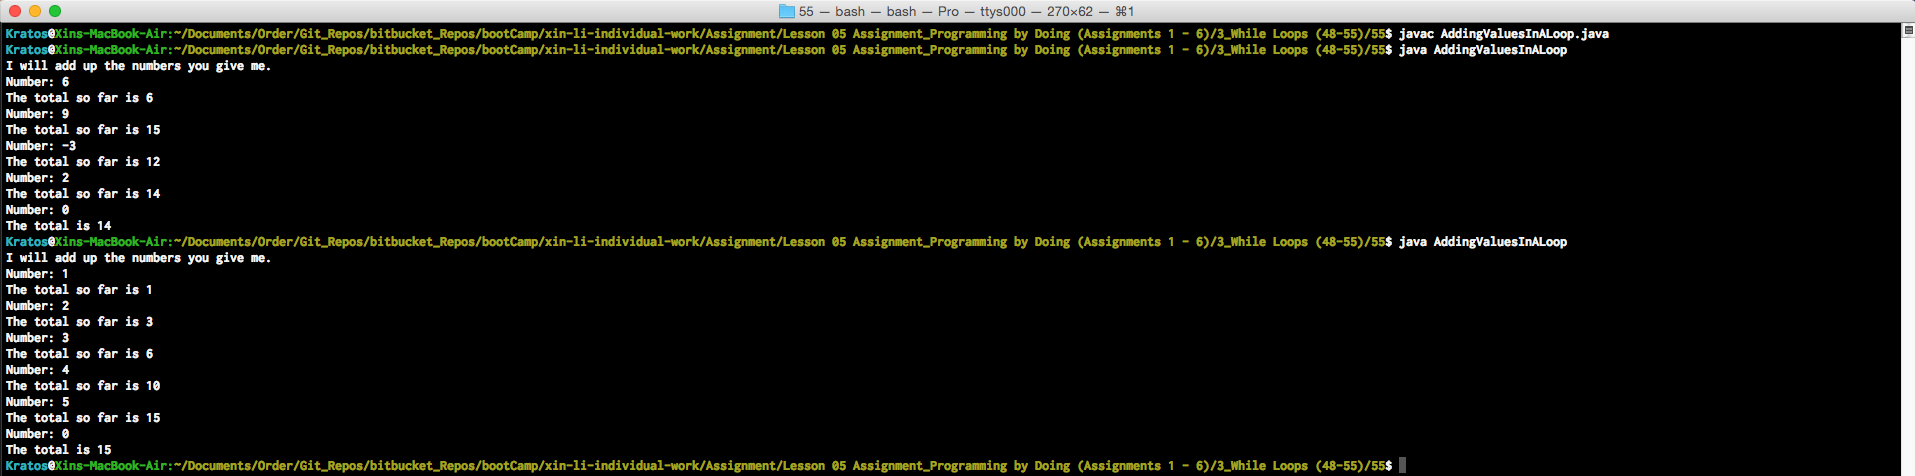 55 — bash — bash — Pro — ttys000 — 270×62 — ⌘1
Kratos@Xins-MacBook-Air:~/Documents/Order/Git_Repos/bitbucket_Repos/bootCamp/xin-li-individual-work/Assignment/Lesson 05 Assignment_Programming by Doing (Assignments 1 - 6)/3_While Loops (48-55)/55$ javac AddingValuesInALoop.java
Kratos@Xins-MacBook-Air:~/Documents/Order/Git_Repos/bitbucket_Repos/bootCamp/xin-li-individual-work/Assignment/Lesson 05 Assignment_Programming by Doing (Assignments 1 - 6)/3_While Loops (48-55)/55$ java AddingValuesInALoop
I will add up the numbers you give me.
Number: 6
The total so far is 6
Number: 9
The total so far is 15
Number: -3
The total so far is 12
Number: 2
The total so far is 14
Number: 0
The total is 14
Kratos@Xins-MacBook-Air:~/Documents/Order/Git_Repos/bitbucket_Repos/bootCamp/xin-li-individual-work/Assignment/Lesson 05 Assignment_Programming by Doing (Assignments 1 - 6)/3_While Loops (48-55)/55$ java AddingValuesInALoop
I will add up the numbers you give me.
Number: 1
The total so far is 1
Number: 2
The total so far is 3
Number: 3
The total so far is 6
Number: 4
The total so far is 10
Number: 5
The total so far is 15
Number: 0
The total is 15
Kratos@Xins-MacBook-Air:~/Documents/Order/Git_Repos/bitbucket_Repos/bootCamp/xin-li-individual-work/Assignment/Lesson 05 Assignment_Programming by Doing (Assignments 1 - 6)/3_While Loops (48-55)/55$